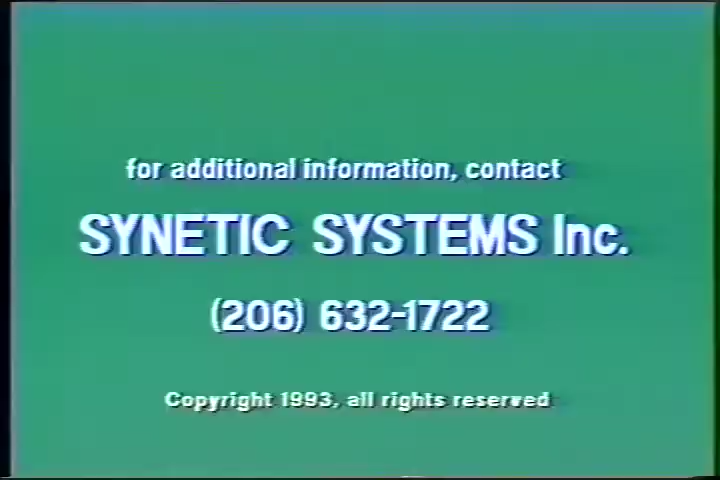 for additional information, contact
SYNETIC SYSTEMS Inc.
(206) 632-1722
Copyright 1993, all rights reserved